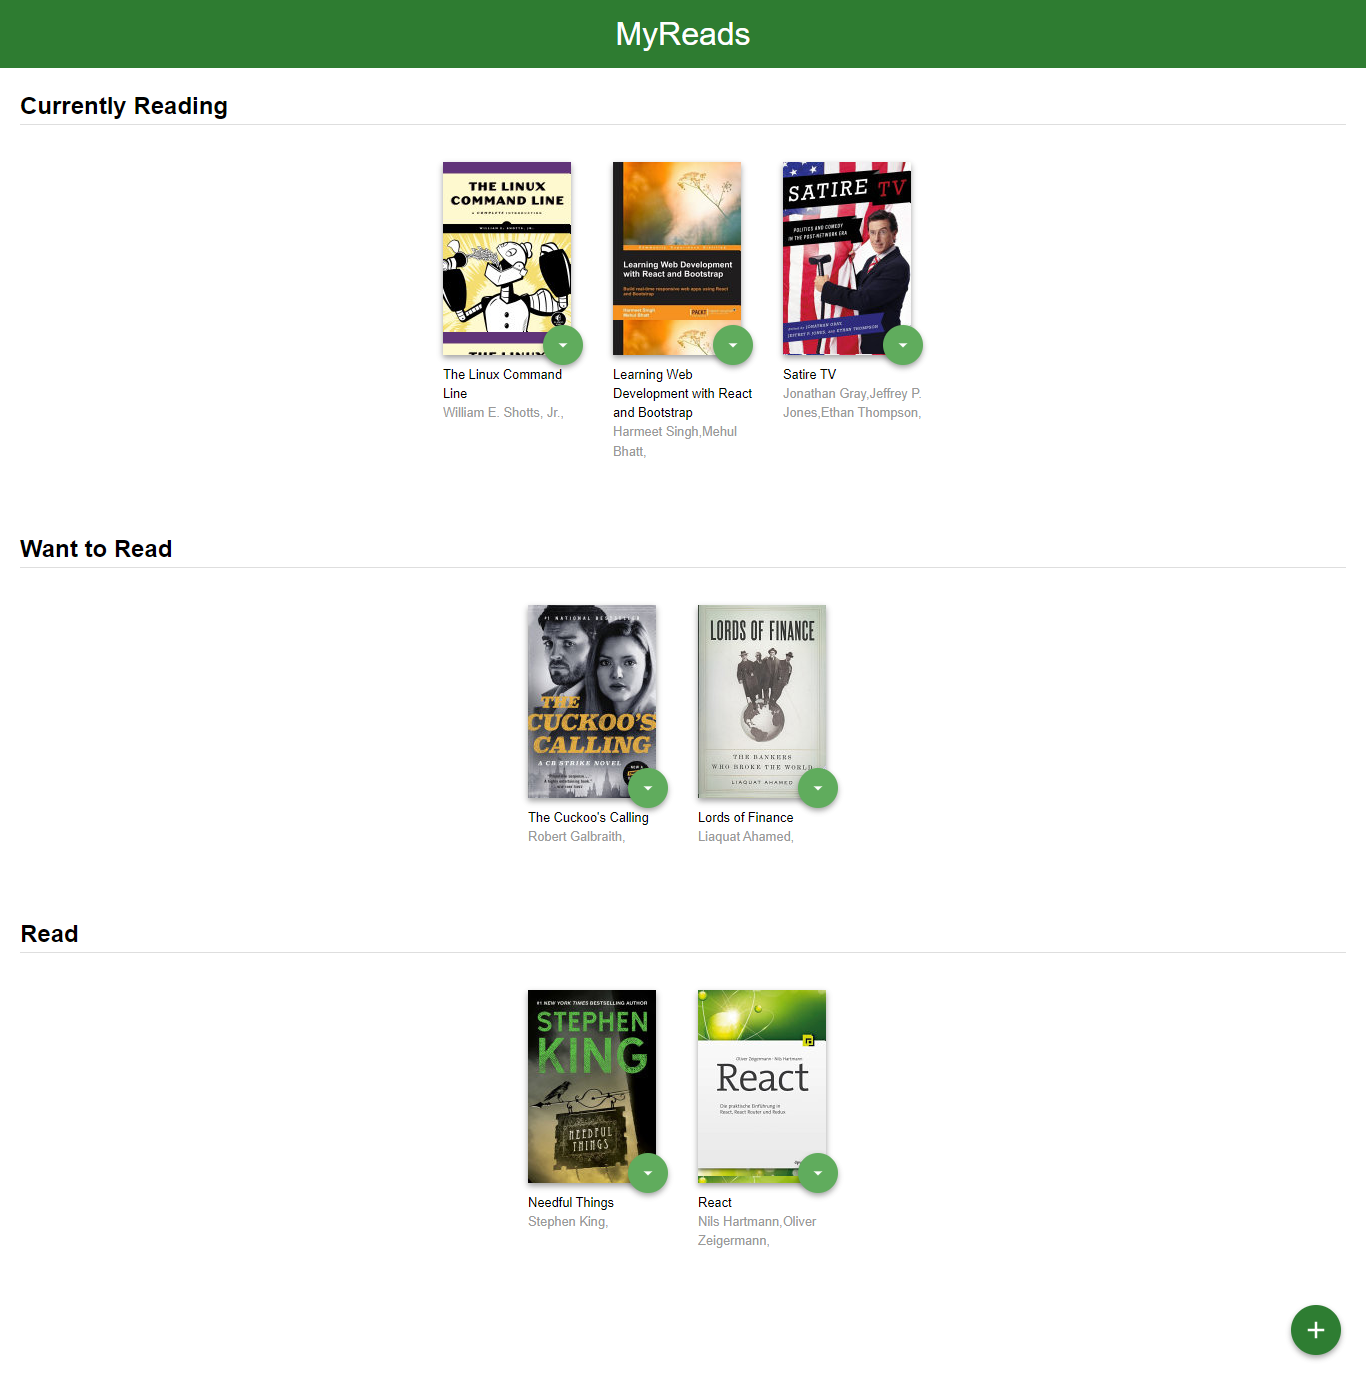 MyReads
Currently Reading
THE LINUX
COMMAND LINE
A COMPLETE INTRODUCTION
WILLIAM E. SHOTTS, JR.
THE LINUX
Learning Web Development
with React and Bootstrap
Build real-time responsive web apps using React
and Bootstrap
Harmeet Singh
Mehul Bhatt
PACKT
SATIRE TV
POLITICS AND COMEDY
IN THE POST-NETWORK ERA
Edited by JONATHAN GRAY,
JEFFREY P. JONES, and ETHAN THOMPSON
The Linux Command
Line
William E. Shotts, Jr.,
Learning Web
Development with React
and Bootstrap
Harmeet Singh,Mehul
Bhatt,
Satire TV
Jonathan Gray,Jeffrey P.
Jones,Ethan Thompson,
Want to Read
#1 NATIONAL BESTSELLER
THE
CUCKOO'S
CALLING
A CB STRIKE NOVEL
LORDS OF FINANCE
THE BANKERS
WHO BROKE THE WORLD
LIAQUAT AHAMED
The Cuckoo's Calling
Robert Galbraith,
Lords of Finance
Liaquat Ahamed,
Read
#1 NEW YORK TIMES BESTSELLING AUTHOR
STEPHEN
KING
NEEDFUL
THINGS
Oliver Zeigermann · Nils Hartmann
React
Die praktische Einführung in
React, React Router und Redux
Needful Things
Stephen King,
React
Nils Hartmann,Oliver
Zeigermann,